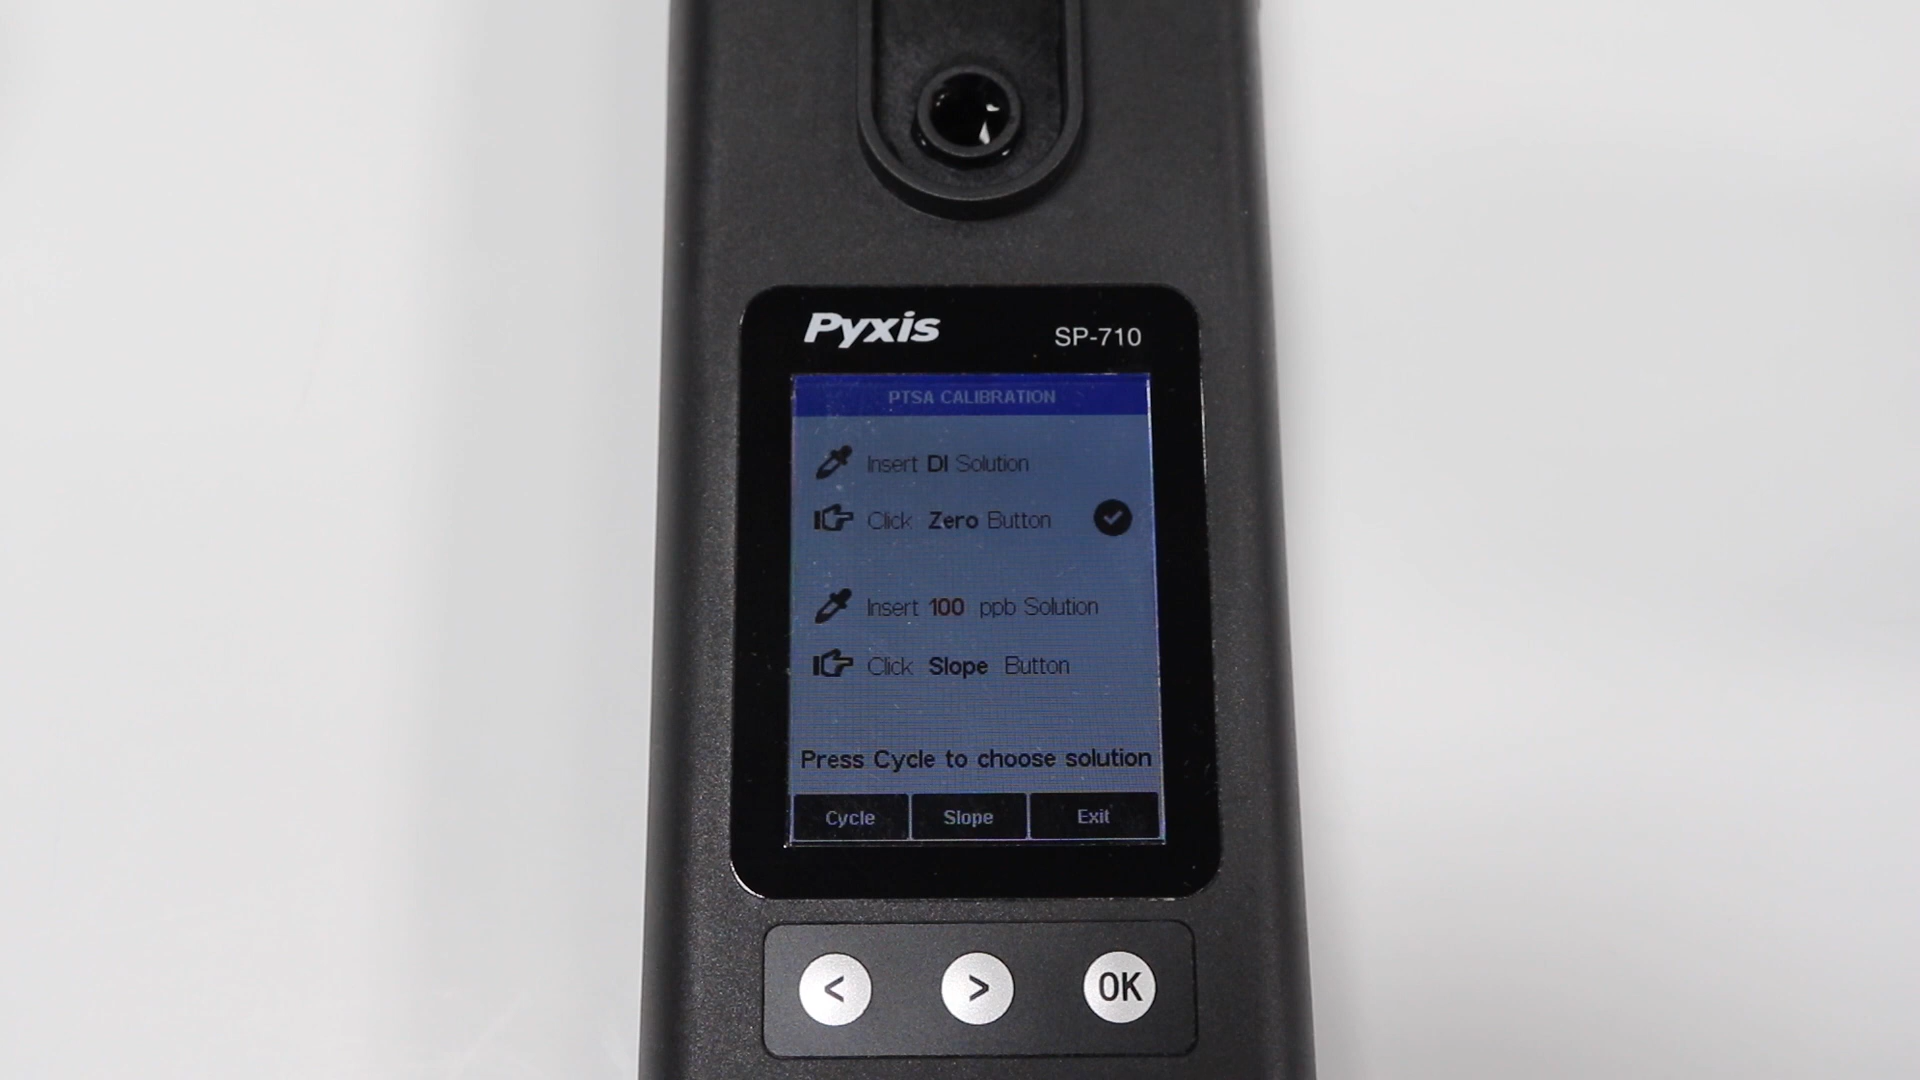 Pyxis
SP-710
PTSA CALIBRATION
Insert DI Solution
Click Zero Button
Insert 100 ppb Solution
Click Slope Button
Press Cycle to choose solution
Cycle Slope Exit
< > OK